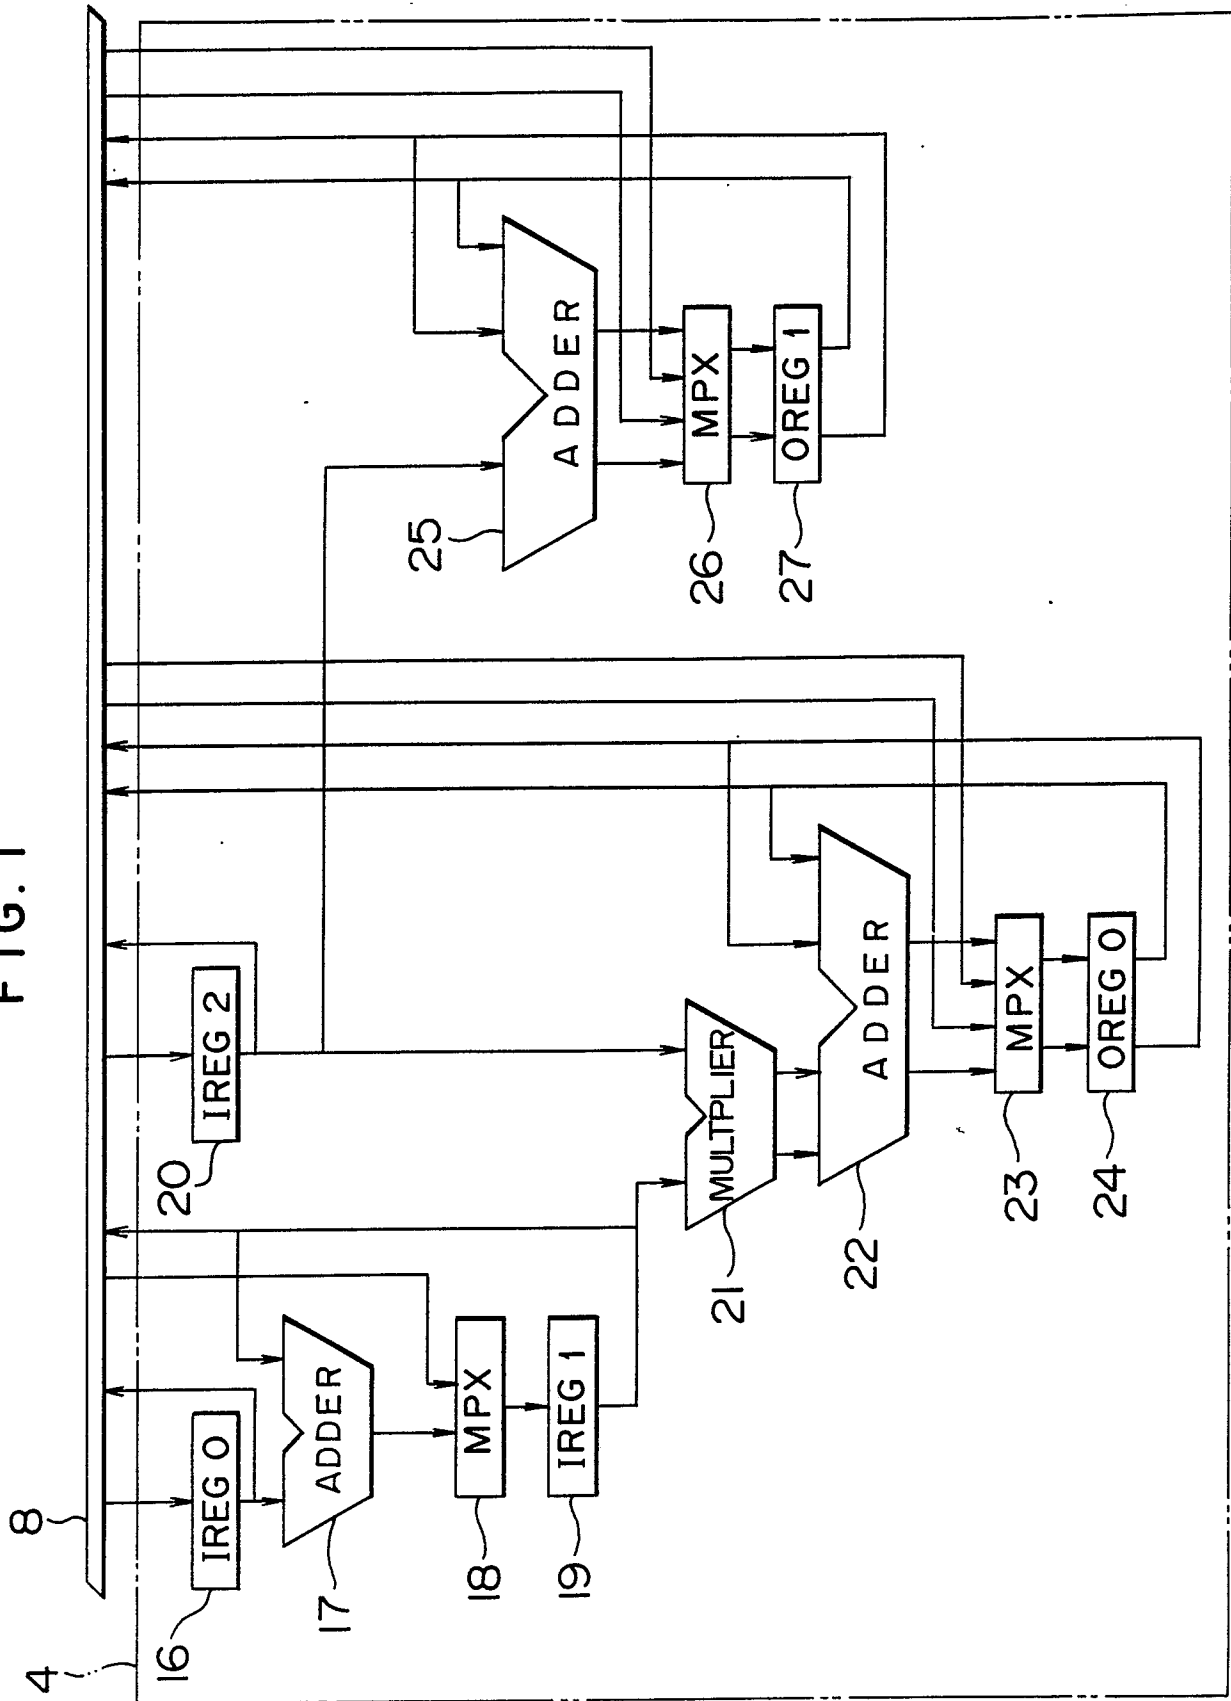 FIG. 1
8
4
16
IREG 0
17
ADDER
18
MPX
19
IREG 1
20
IREG 2
21
MULTPLIER
22
ADDER
23
MPX
24
OREG 0
25
ADDER
26
MPX
27
OREG 1